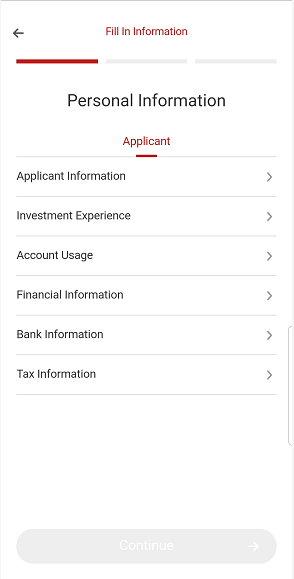 Fill In Information
Personal Information
Applicant
Applicant Information
Investment Experience
Account Usage
Financial Information
Bank Information
Tax Information
Continue